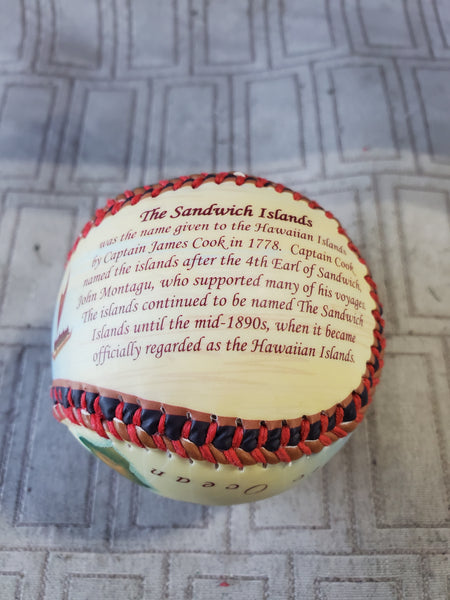 The Sandwich Islands
was the name given to the Hawaiian Islands
by Captain James Cook in 1778. Captain Cook
named the islands after the 4th Earl of Sandwich,
John Montagu, who supported many of his voyages.
The islands continued to be named The Sandwich
Islands until the mid-1890s, when it became
officially regarded as the Hawaiian Islands.
Ocean